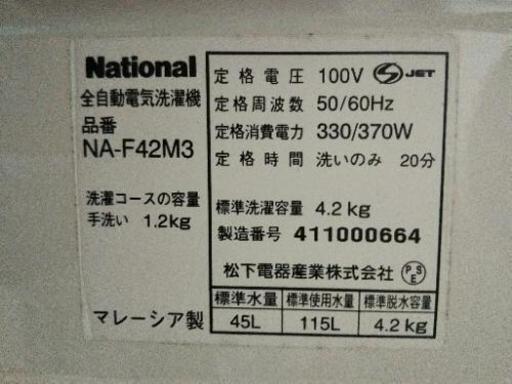 National
全自動電気洗濯機
品番
NA-F42M3
洗濯コースの容量
手洗い 1.2kg
マレーシア製
定格電圧 100V JET
定格周波数 50/60Hz
定格消費電力 330/370W
定格時間 洗いのみ 20分
標準洗濯容量 4.2kg
製造番号 411000664
松下電器産業株式会社 PSE
標準水量 標準使用水量 標準脱水容量
45L 115L 4.2kg